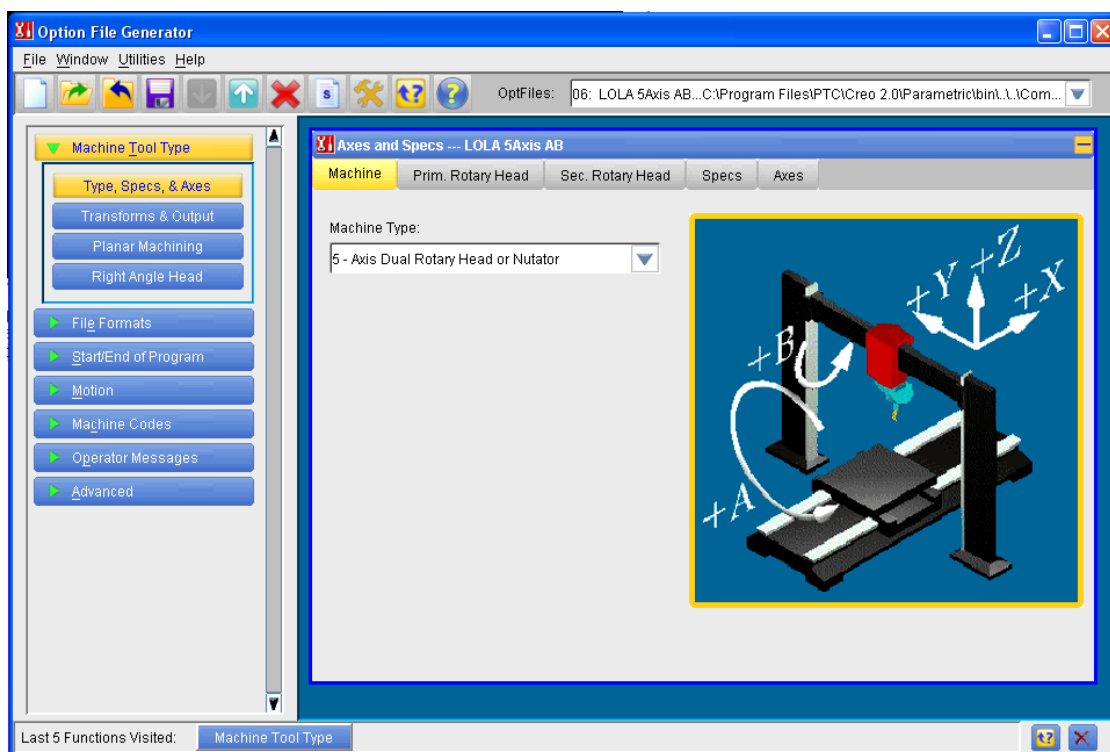 Option File Generator
File Window Utilities Help
OptFiles: 06: LOLA 5Axis AB...C:\Program Files\PTC\Creo 2.0\Parametric\bin\..\..\Com...
Machine Tool Type
Type, Specs, & Axes
Transforms & Output
Planar Machining
Right Angle Head
File Formats
Start/End of Program
Motion
Machine Codes
Operator Messages
Advanced
Axes and Specs --- LOLA 5Axis AB
Machine Prim. Rotary Head Sec. Rotary Head Specs Axes
Machine Type:
5 - Axis Dual Rotary Head or Nutator
+Z
+Y
+X
+B
+A
Last 5 Functions Visited: Machine Tool Type